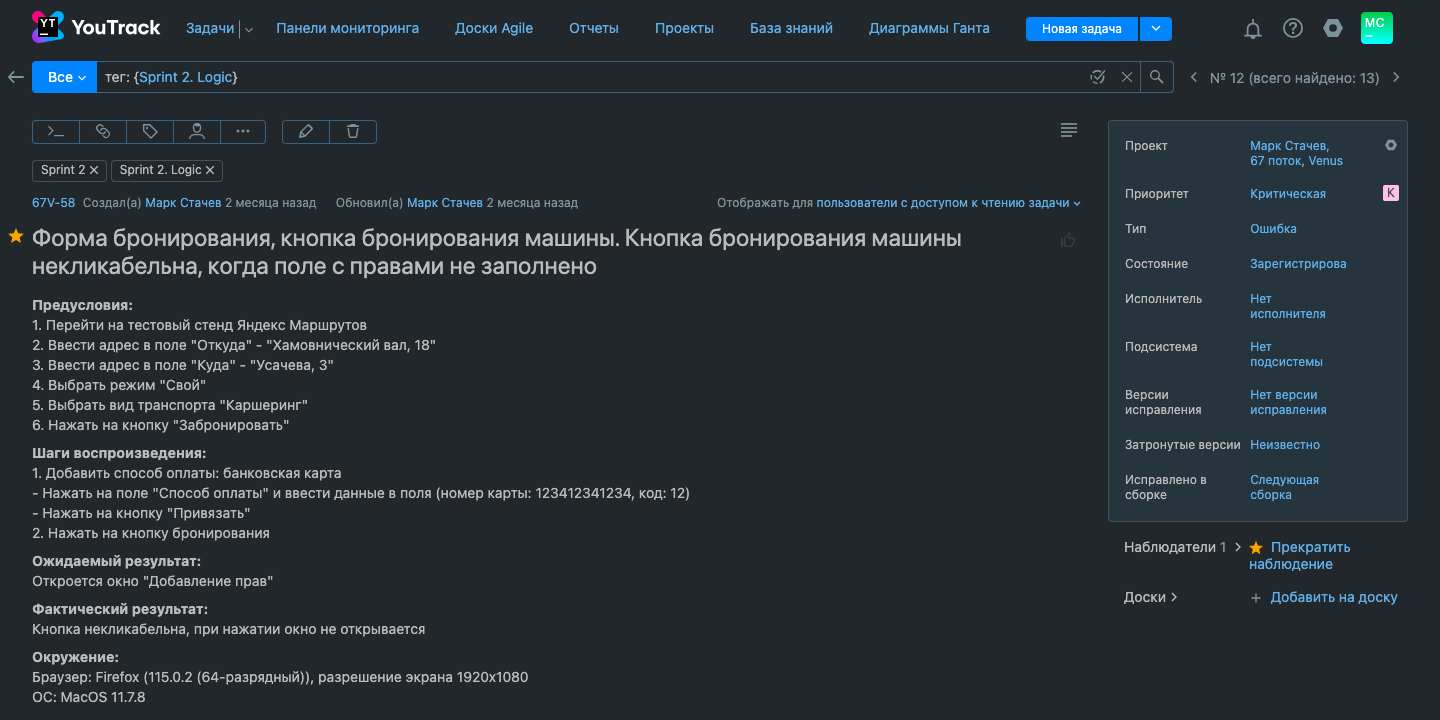 YT YouTrack Задачи Панели мониторинга Доски Agile Отчеты Проекты База знаний Диаграммы Ганта Новая задача MC
Все тег: {Sprint 2. Logic} № 12 (всего найдено: 13)
Sprint 2 Sprint 2. Logic
67V-58 Создал(а) Марк Стачев 2 месяца назад Обновил(а) Марк Стачев 2 месяца назад Отображать для пользователи с доступом к чтению задачи
Форма бронирования, кнопка бронирования машины. Кнопка бронирования машины
некликабельна, когда поле с правами не заполнено
Предусловия:
1. Перейти на тестовый стенд Яндекс Маршрутов
2. Ввести адрес в поле "Откуда" - "Хамовнический вал, 18"
3. Ввести адрес в поле "Куда" - "Усачева, 3"
4. Выбрать режим "Свой"
5. Выбрать вид транспорта "Каршеринг"
6. Нажать на кнопку "Забронировать"
Шаги воспроизведения:
1. Добавить способ оплаты: банковская карта
- Нажать на поле "Способ оплаты" и ввести данные в поля (номер карты: 123412341234, код: 12)
- Нажать на кнопку "Привязать"
2. Нажать на кнопку бронирования
Ожидаемый результат:
Откроется окно "Добавление прав"
Фактический результат:
Кнопка некликабельна, при нажатии окно не открывается
Окружение:
Браузер: Firefox (115.0.2 (64-разрядный)), разрешение экрана 1920x1080
ОС: MacOS 11.7.8
Проект Марк Стачев,
67 поток, Venus
Приоритет Критическая К
Тип Ошибка
Состояние Зарегистрирова
Исполнитель Нет
исполнителя
Подсистема Нет
подсистемы
Версии Нет версии
исправления исправления
Затронутые версии Неизвестно
Исправлено в Следующая
сборке сборка
Наблюдатели 1 Прекратить
наблюдение
Доски Добавить на доску